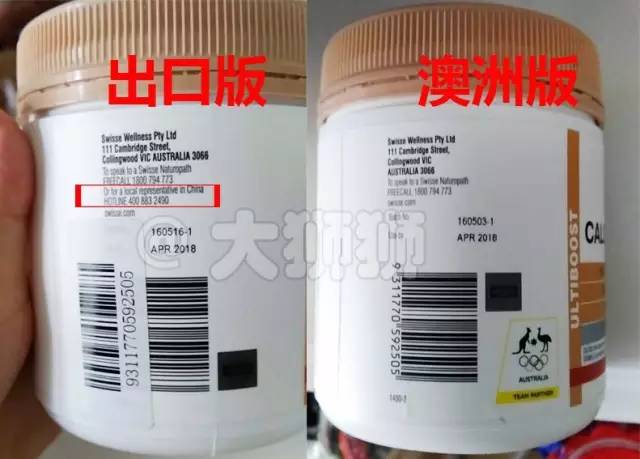 出口版
Swisse Wellness Pty Ltd
111 Cambridge Street,
Collingwood VIC AUSTRALIA 3066
To speak to a Swisse Naturopath
FREECALL 1800 794 773
Or for a local representative in China
HOTLINE 400 883 2490
swisse.com
160516-1
APR 2018
9311770592505
澳洲版
Swisse Wellness Pty Ltd
111 Cambridge Street,
Collingwood VIC
AUSTRALIA 3066
To speak to a Swisse Naturopath
FREECALL 1800 794 773
swisse.com
Batch No
160503-1
APR 2018
9311770592505
ULTIBOOST
CAL
AUSTRALIA
TEAM PARTNER
@大狮狮